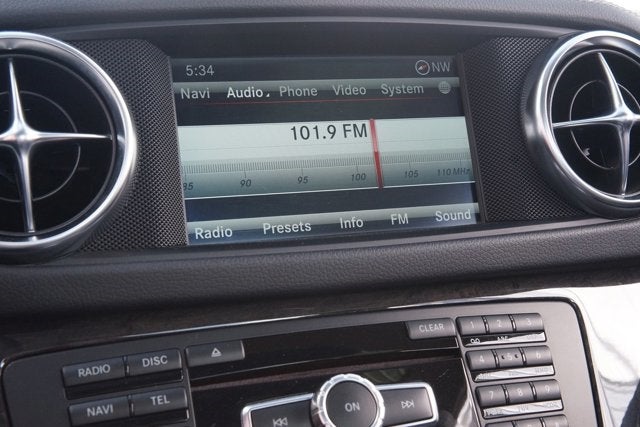 5:34 NW
Navi Audio Phone Video System
101.9 FM
85 90 95 100 105 110 MHz
Radio Presets Info FM Sound
CLEAR
RADIO DISC
NAVI TEL
ON
1 2 3
4 5 6
7 8 9